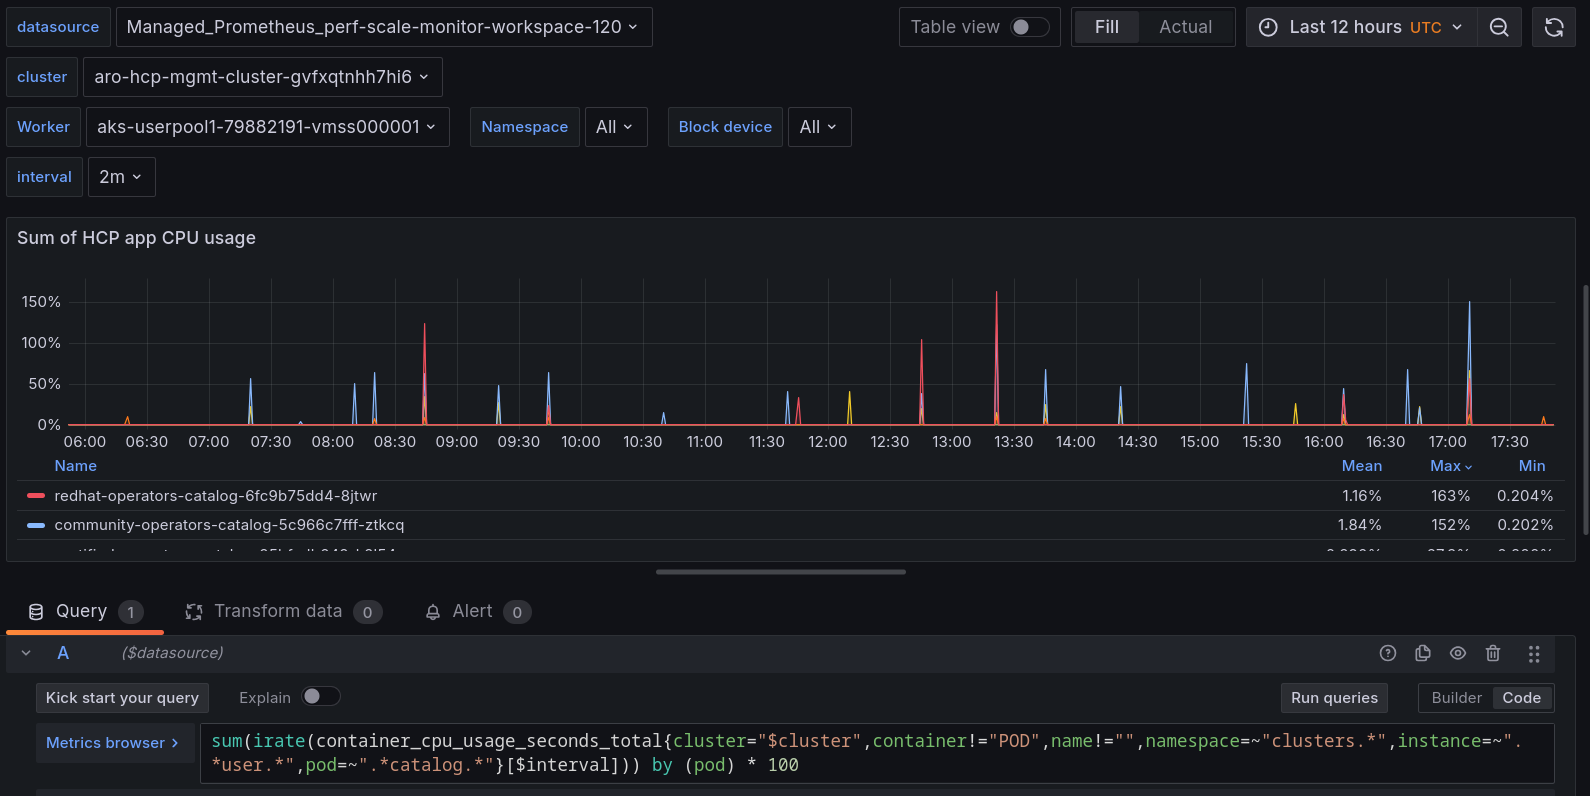 datasource Managed_Prometheus_perf-scale-monitor-workspace-120 Table view Fill Actual Last 12 hours UTC
cluster aro-hcp-mgmt-cluster-gvfxqtnhh7hi6
Worker aks-userpool1-79882191-vmss000001 Namespace All Block device All
interval 2m
Sum of HCP app CPU usage
150%
100%
50%
0%
06:00 06:30 07:00 07:30 08:00 08:30 09:00 09:30 10:00 10:30 11:00 11:30 12:00 12:30 13:00 13:30 14:00 14:30 15:00 15:30 16:00 16:30 17:00 17:30
Name Mean Max Min
redhat-operators-catalog-6fc9b75dd4-8jtwr 1.16% 163% 0.204%
community-operators-catalog-5c966c7fff-ztkcq 1.84% 152% 0.202%
Query 1 Transform data 0 Alert 0
A ($datasource)
Kick start your query Explain Run queries Builder Code
Metrics browser > sum(irate(container_cpu_usage_seconds_total{cluster="$cluster",container!="POD",name!="",namespace=~"clusters.*",instance=~".
*user.*",pod=~".*catalog.*"}[$interval])) by (pod) * 100